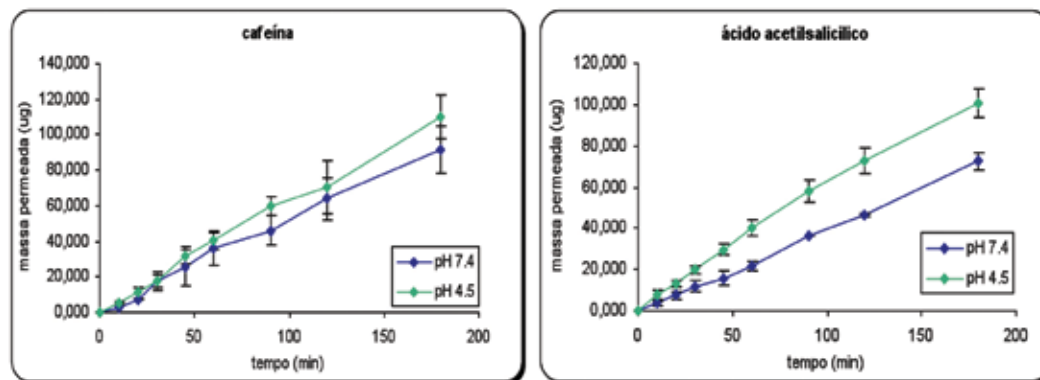 cafeína
massa permeada (ug)
140,000
120,000
100,000
80,000
60,000
40,000
20,000
0,000
0
50
100
150
200
tempo (min)
pH 7.4
pH 4.5
ácido acetilsalicilico
massa permeada (ug)
120,000
100,000
80,000
60,000
40,000
20,000
0,000
0
50
100
150
200
tempo (min)
pH 7.4
pH 4.5